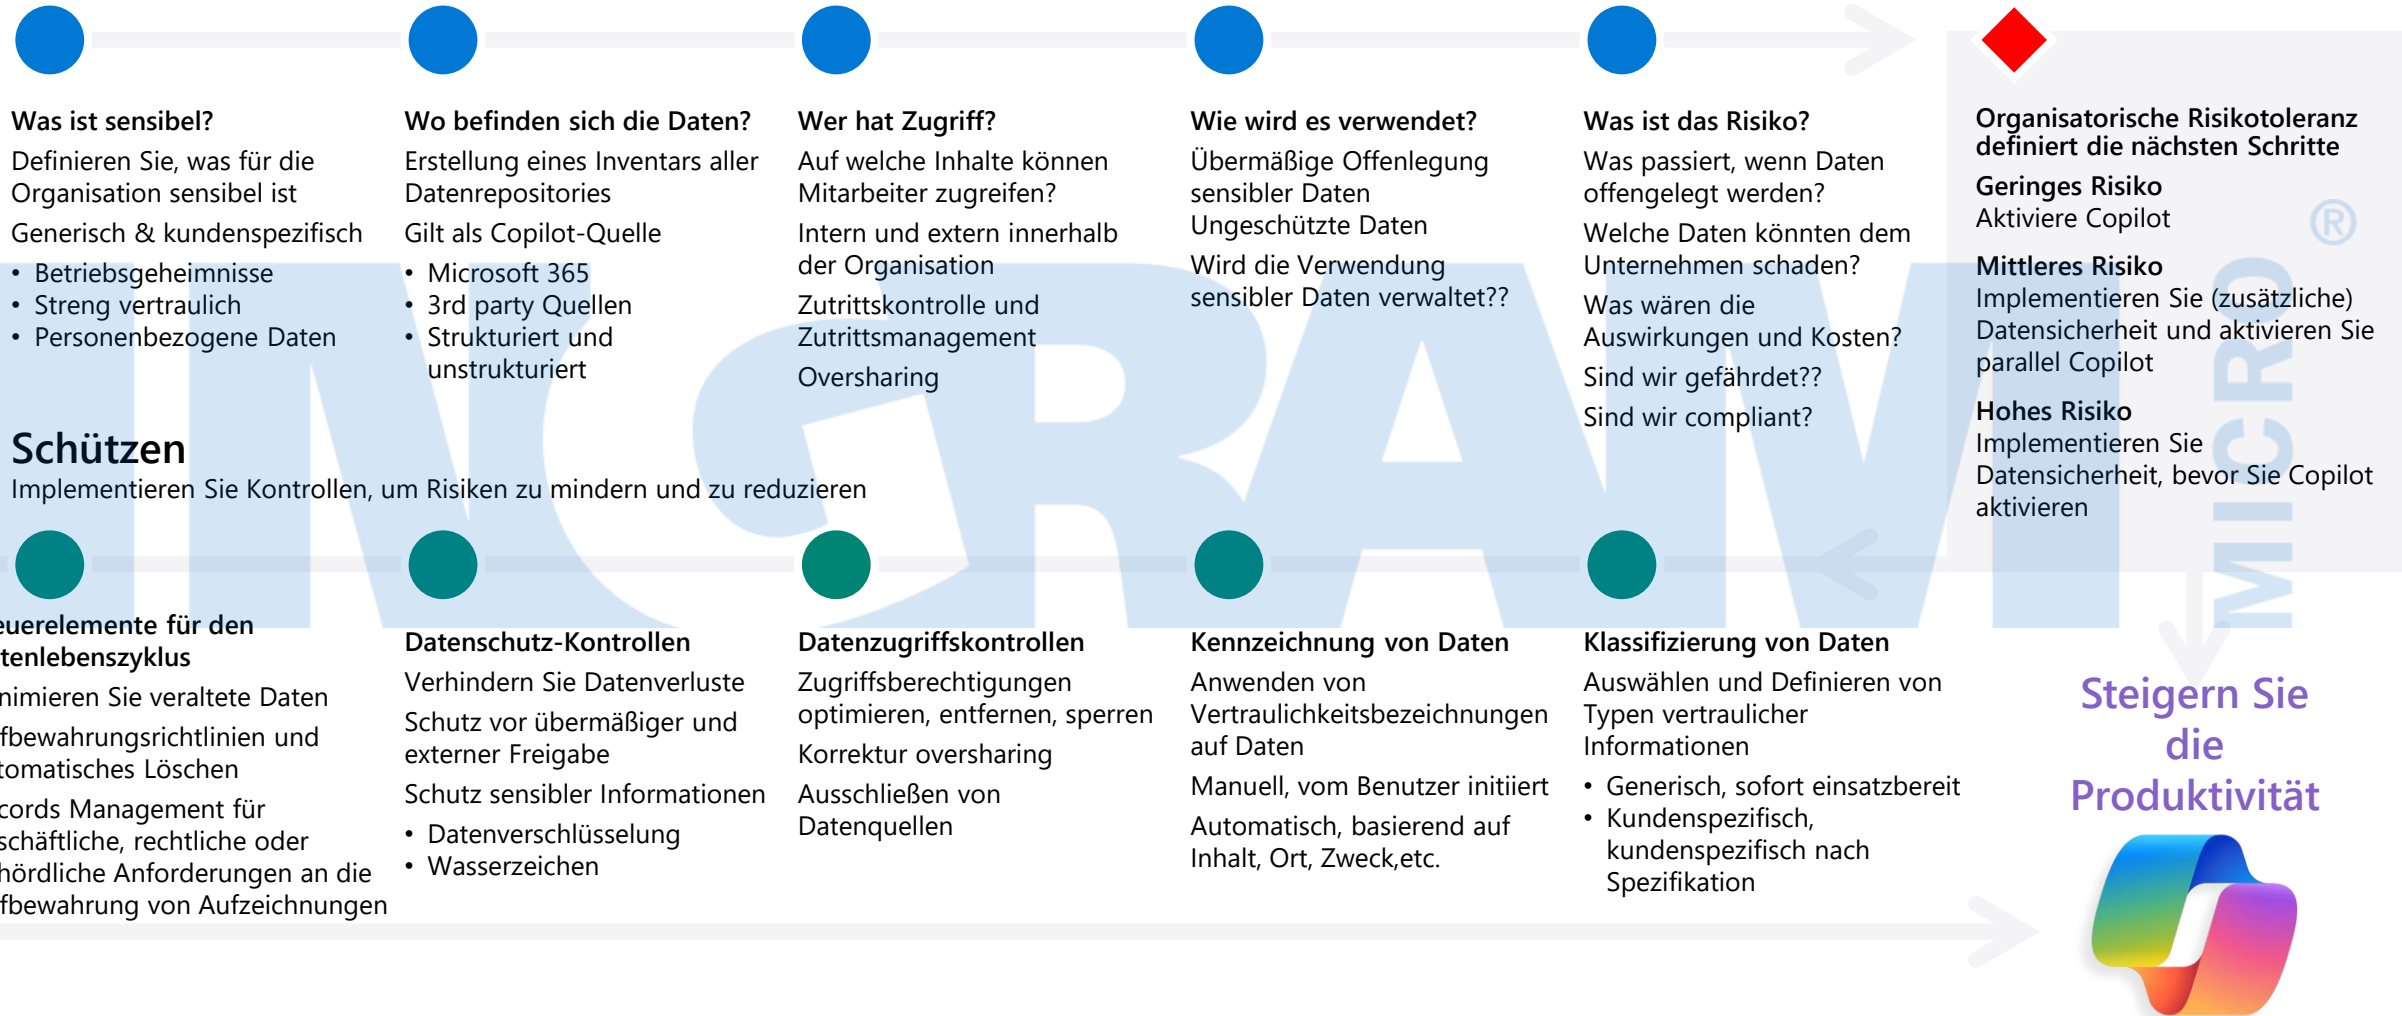 Was ist sensibel?
Definieren Sie, was für die
Organisation sensibel ist
Generisch & kundenspezifisch
• Betriebsgeheimnisse
• Streng vertraulich
• Personenbezogene Daten
Wo befinden sich die Daten?
Erstellung eines Inventars aller
Datenrepositories
Gilt als Copilot-Quelle
• Microsoft 365
• 3rd party Quellen
• Strukturiert und
unstrukturiert
Wer hat Zugriff?
Auf welche Inhalte können
Mitarbeiter zugreifen?
Intern und extern innerhalb
der Organisation
Zutrittskontrolle und
Zutrittsmanagement
Oversharing
Wie wird es verwendet?
Übermäßige Offenlegung
sensibler Daten
Ungeschützte Daten
Wird die Verwendung
sensibler Daten verwaltet??
Was ist das Risiko?
Was passiert, wenn Daten
offengelegt werden?
Welche Daten könnten dem
Unternehmen schaden?
Was wären die
Auswirkungen und Kosten?
Sind wir gefährdet??
Sind wir compliant?
Organisatorische Risikotoleranz
definiert die nächsten Schritte
Geringes Risiko
Aktiviere Copilot
Mittleres Risiko
Implementieren Sie (zusätzliche)
Datensicherheit und aktivieren Sie
parallel Copilot
Hohes Risiko
Implementieren Sie
Datensicherheit, bevor Sie Copilot
aktivieren
INGRAM
MICRO ®
Schützen
Implementieren Sie Kontrollen, um Risiken zu mindern und zu reduzieren
euerelemente für den
tenlebenszyklus
nimieren Sie veraltete Daten
fbewahrungsrichtlinien und
tomatisches Löschen
cords Management für
schäftliche, rechtliche oder
hördliche Anforderungen an die
fbewahrung von Aufzeichnungen
Datenschutz-Kontrollen
Verhindern Sie Datenverluste
Schutz vor übermäßiger und
externer Freigabe
Schutz sensibler Informationen
• Datenverschlüsselung
• Wasserzeichen
Datenzugriffskontrollen
Zugriffsberechtigungen
optimieren, entfernen, sperren
Korrektur oversharing
Ausschließen von
Datenquellen
Kennzeichnung von Daten
Anwenden von
Vertraulichkeitsbezeichnungen
auf Daten
Manuell, vom Benutzer initiiert
Automatisch, basierend auf
Inhalt, Ort, Zweck,etc.
Klassifizierung von Daten
Auswählen und Definieren von
Typen vertraulicher
Informationen
• Generisch, sofort einsatzbereit
• Kundenspezifisch,
kundenspezifisch nach
Spezifikation
Steigern Sie
die
Produktivität